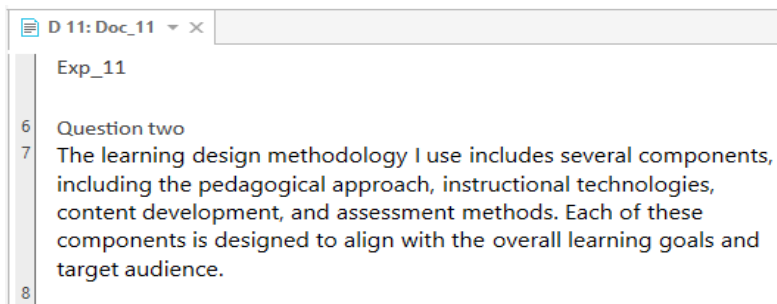 D 11: Doc_11
Exp_11
6 Question two
7 The learning design methodology I use includes several components,
including the pedagogical approach, instructional technologies,
content development, and assessment methods. Each of these
components is designed to align with the overall learning goals and
target audience.
8